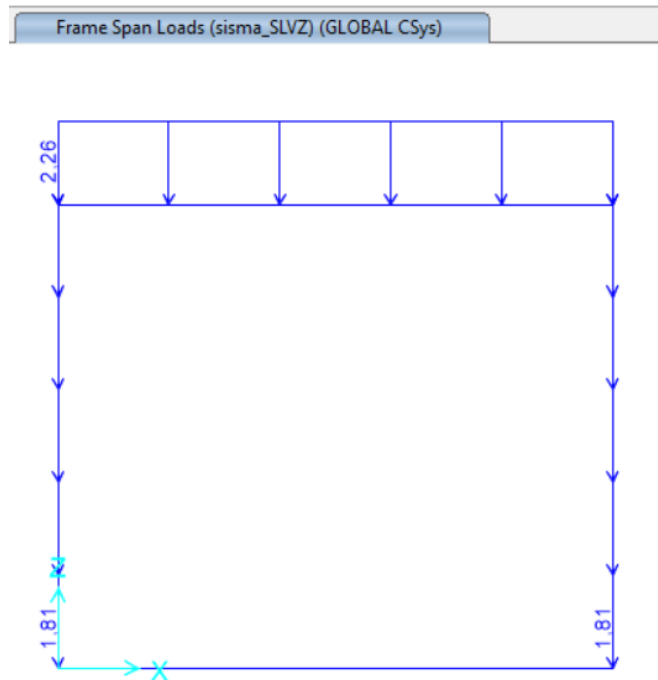 Frame Span Loads (sisma_SLVZ) (GLOBAL CSys)
2,26
Z
1,81
1,81
X